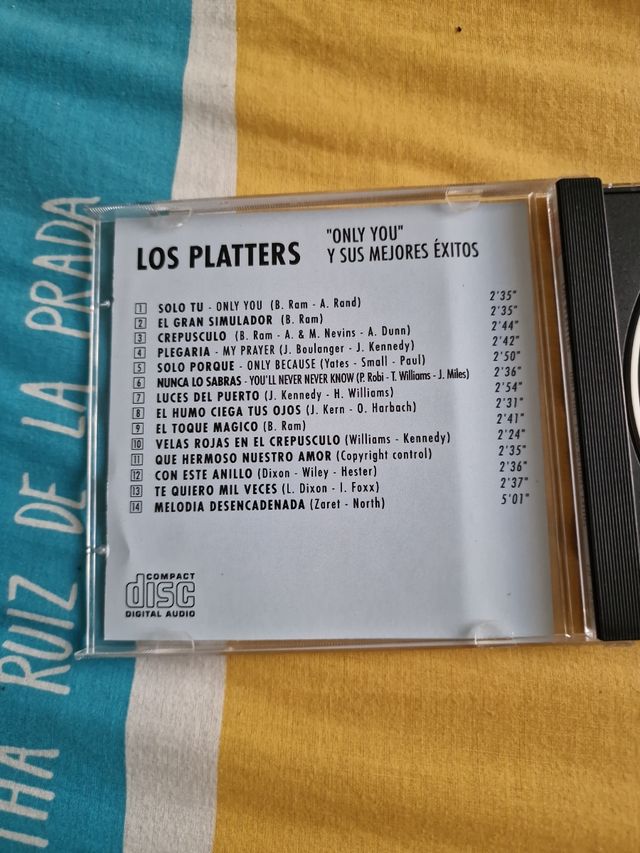 LOS PLATTERS
"ONLY YOU"
Y SUS MEJORES ÉXITOS
1 SOLO TU - ONLY YOU (B. Ram - A. Rand) 2'35"
2 EL GRAN SIMULADOR (B. Ram) 2'35"
3 CREPUSCULO (B. Ram - A. & M. Nevins - A. Dunn) 2'44"
4 PLEGARIA - MY PRAYER (J. Boulanger - J. Kennedy) 2'42"
5 SOLO PORQUE - ONLY BECAUSE (Yates - Small - Paul) 2'50"
6 NUNCA LO SABRAS - YOU'LL NEVER NEVER KNOW (P. Robi - T. Williams - J. Miles) 2'36"
7 LUCES DEL PUERTO (J. Kennedy - H. Williams) 2'54"
8 EL HUMO CIEGA TUS OJOS (J. Kern - O. Harbach) 2'31"
9 EL TOQUE MAGICO (B. Ram) 2'41"
10 VELAS ROJAS EN EL CREPUSCULO (Williams - Kennedy) 2'24"
11 QUE HERMOSO NUESTRO AMOR (Copyright control) 2'35"
12 CON ESTE ANILLO (Dixon - Wiley - Hester) 2'36"
13 TE QUIERO MIL VECES (L. Dixon - I. Foxx) 2'37"
14 MELODIA DESENCADENADA (Zaret - North) 5'01"
COMPACT
disc
DIGITAL AUDIO
THA RUIZ DE LA PRADA